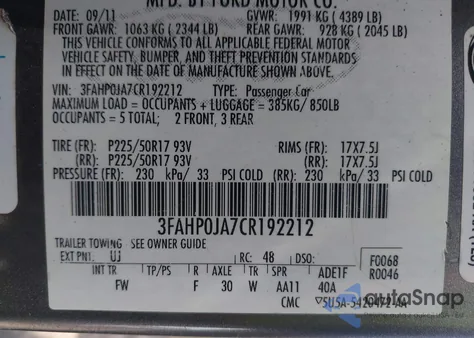 MFD. BY FORD MOTOR CO.
DATE: 09/11 GVWR: 1991 KG ( 4389 LB)
FRONT GAWR: 1063 KG ( 2344 LB) REAR GAWR: 928 KG ( 2045 LB)
THIS VEHICLE CONFORMS TO ALL APPLICABLE FEDERAL MOTOR
VEHICLE SAFETY, BUMPER, AND THEFT PREVENTION STANDARDS
IN EFFECT ON THE DATE OF MANUFACTURE SHOWN ABOVE.
VIN: 3FAHP0JA7CR192212 TYPE: Passenger Car
MAXIMUM LOAD = OCCUPANTS + LUGGAGE = 385KG/ 850LB
OCCUPANTS = 5 TOTAL; 2 FRONT, 3 REAR
TIRE (FR): P225/50R17 93V RIMS (FR): 17X7.5J
(RR): P225/50R17 93V (RR): 17X7.5J
PRESSURE (FR): 230 kPa/ 33 PSI COLD (RR): 230 kPa/ 33 PSI COLD
3FAHP0JA7CR192212
TRAILER TOWING SEE OWNER GUIDE
EXT PNT: UJ RC: 48 DSO: F0068
INT TR TP/PS R AXLE TR SPR ADE1F R0046
FW F 30 W AA11 40A
CMC
autoSnap